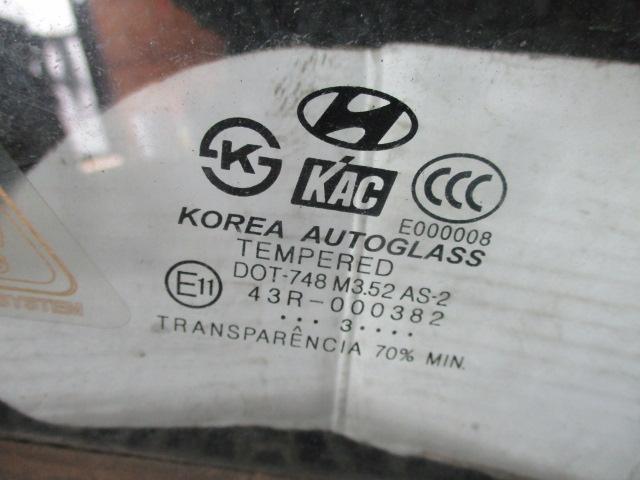 K
KAC
CCC
E000008
KOREA AUTOGLASS
TEMPERED
DOT-748 M3.52 AS-2
E11
43R-000382
••• 3 ••••
TRANSPARÊNCIA 70% MIN.
SYSTEM